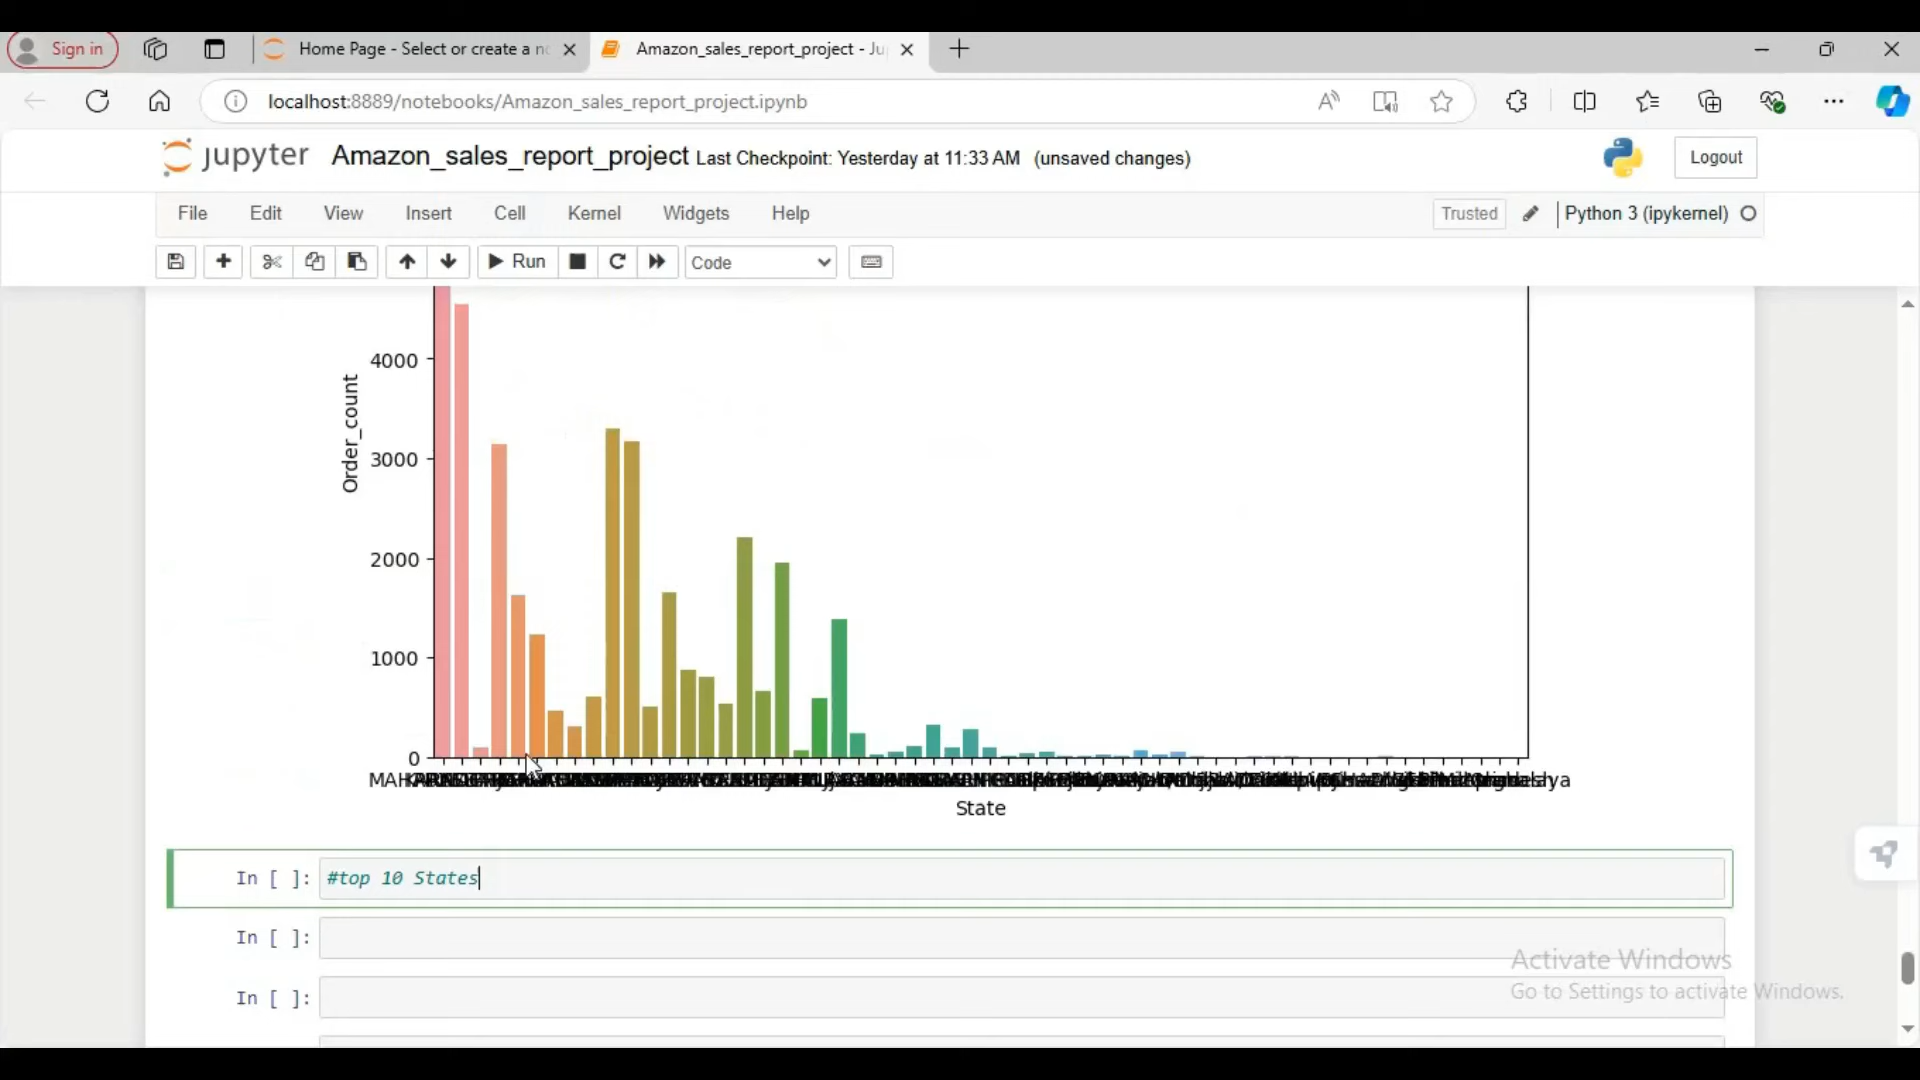 Sign in
Home Page - Select or create a n
Amazon_sales_report_project - Ju
localhost:8889/notebooks/Amazon_sales_report_project.ipynb
jupyter Amazon_sales_report_project Last Checkpoint: Yesterday at 11:33 AM (unsaved changes)
Logout
File Edit View Insert Cell Kernel Widgets Help
Trusted
Python 3 (ipykernel)
Run
Code
Order_count
4000
3000
2000
1000
0
State
In [ ]: #top 10 States
In [ ]:
In [ ]:
Activate Windows
Go to Settings to activate Windows.